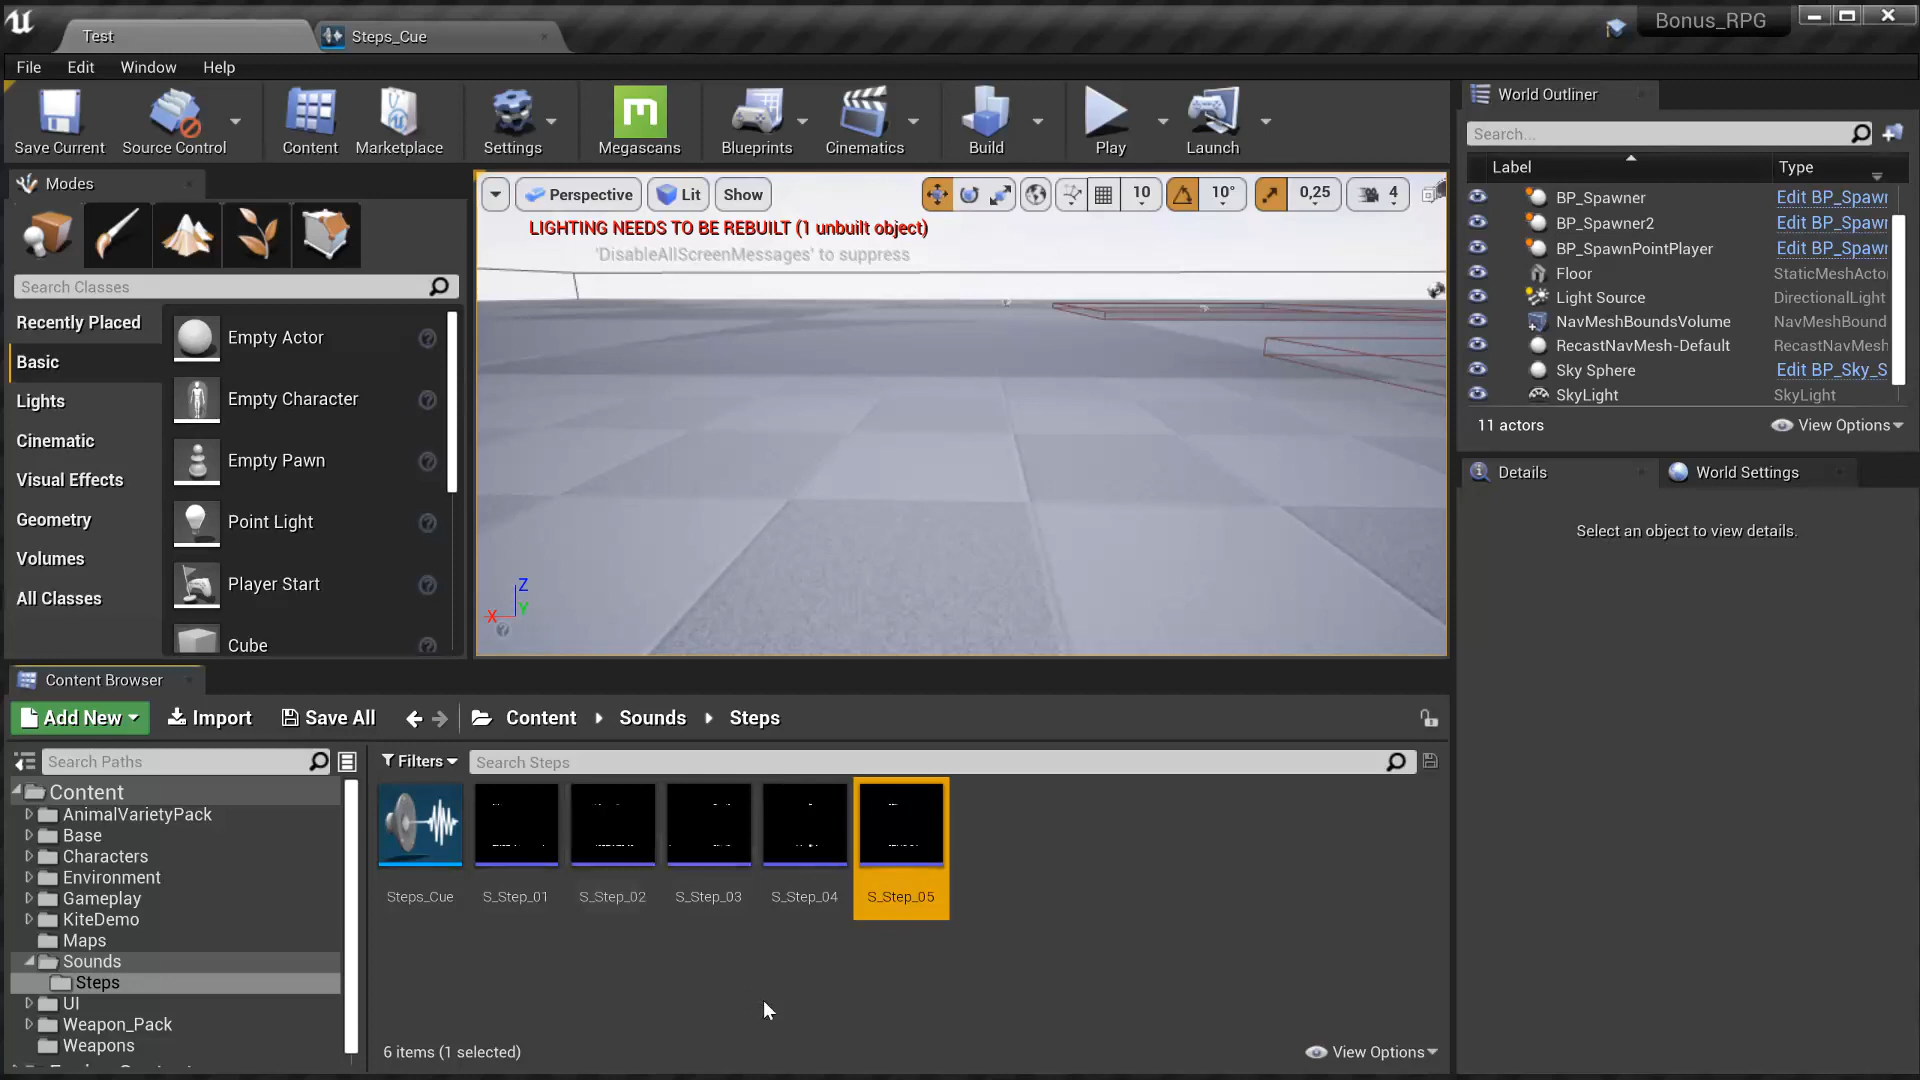 Test
Steps_Cue
Bonus_RPG
File
Edit
Window
Help
Save Current
Source Control
Content
Marketplace
Settings
Megascans
Blueprints
Cinematics
Build
Play
Launch
Modes
Search Classes
Recently Placed
Basic
Lights
Cinematic
Visual Effects
Geometry
Volumes
All Classes
Empty Actor
Empty Character
Empty Pawn
Point Light
Player Start
Cube
Perspective
Lit
Show
10
10°
0,25
4
LIGHTING NEEDS TO BE REBUILT (1 unbuilt object)
'DisableAllScreenMessages' to suppress
Z
X
Y
World Outliner
Search...
Label
Type
BP_Spawner
Edit BP_Spawn
BP_Spawner2
Edit BP_Spawn
BP_SpawnPointPlayer
Edit BP_Spawn
Floor
StaticMeshActo
Light Source
DirectionalLight
NavMeshBoundsVolume
NavMeshBound
RecastNavMesh-Default
RecastNavMesh
Sky Sphere
Edit BP_Sky_S
SkyLight
SkyLight
11 actors
View Options
Details
World Settings
Select an object to view details.
Content Browser
Add New
Import
Save All
Content
Sounds
Steps
Search Paths
Filters
Search Steps
Content
AnimalVarietyPack
Base
Characters
Environment
Gameplay
KiteDemo
Maps
Sounds
Steps
UI
Weapon_Pack
Weapons
Steps_Cue
S_Step_01
S_Step_02
S_Step_03
S_Step_04
S_Step_05
6 items (1 selected)
View Options